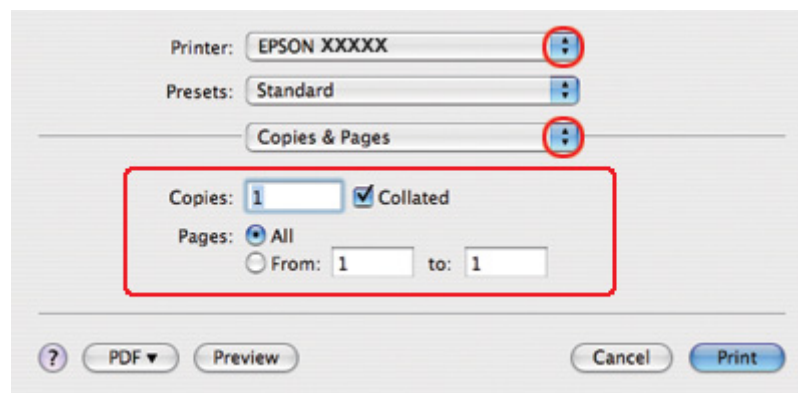 Printer: EPSON XXXXX
Presets: Standard
Copies & Pages
Copies: 1 Collated
Pages: All
From: 1 to: 1
? PDF▼ Preview Cancel Print